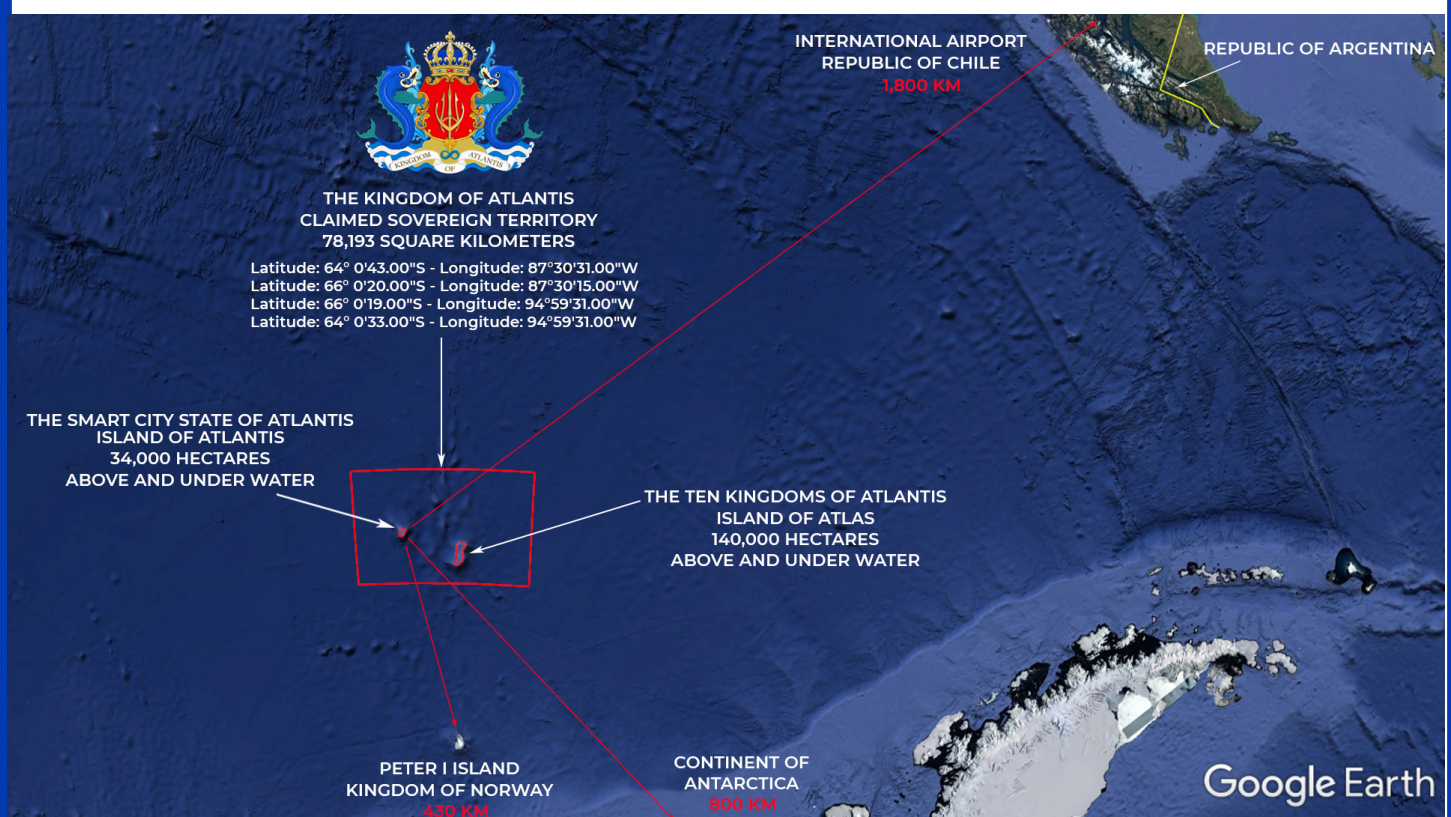 INTERNATIONAL AIRPORT
REPUBLIC OF CHILE
1,800 KM
REPUBLIC OF ARGENTINA
KINGDOM OF ATLANTIS
THE KINGDOM OF ATLANTIS
CLAIMED SOVEREIGN TERRITORY
78,193 SQUARE KILOMETERS
Latitude: 64° 0'43.00"S - Longitude: 87°30'31.00"W
Latitude: 66° 0'20.00"S - Longitude: 87°30'15.00"W
Latitude: 66° 0'19.00"S - Longitude: 94°59'31.00"W
Latitude: 64° 0'33.00"S - Longitude: 94°59'31.00"W
THE SMART CITY STATE OF ATLANTIS
ISLAND OF ATLANTIS
34,000 HECTARES
ABOVE AND UNDER WATER
THE TEN KINGDOMS OF ATLANTIS
ISLAND OF ATLAS
140,000 HECTARES
ABOVE AND UNDER WATER
PETER I ISLAND
KINGDOM OF NORWAY
430 KM
CONTINENT OF
ANTARCTICA
800 KM
Google Earth